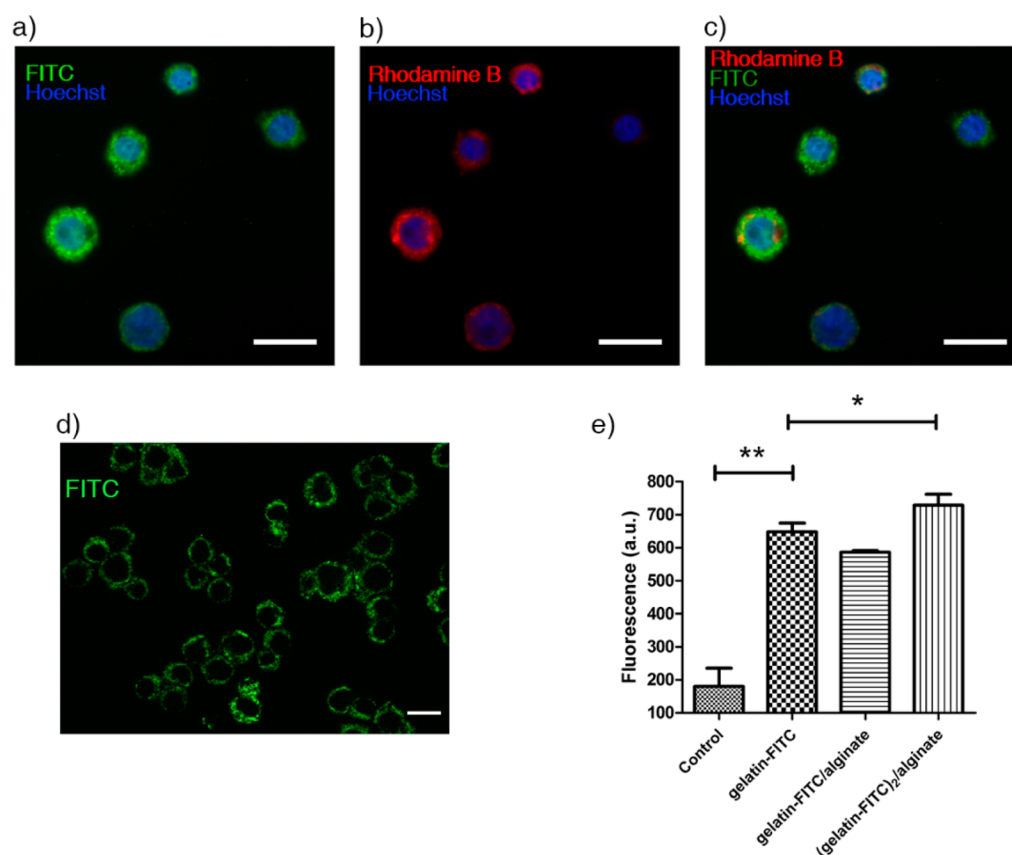 a)
FITC
Hoechst
b)
Rhodamine B
Hoechst
c)
Rhodamine B
FITC
Hoechst
d)
FITC
e)
*
**
800
700
600
500
400
300
200
100
Fluorescence (a.u.)
Control
gelatin-FITC
gelatin-FITC/alginate
(gelatin-FITC)₂/alginate